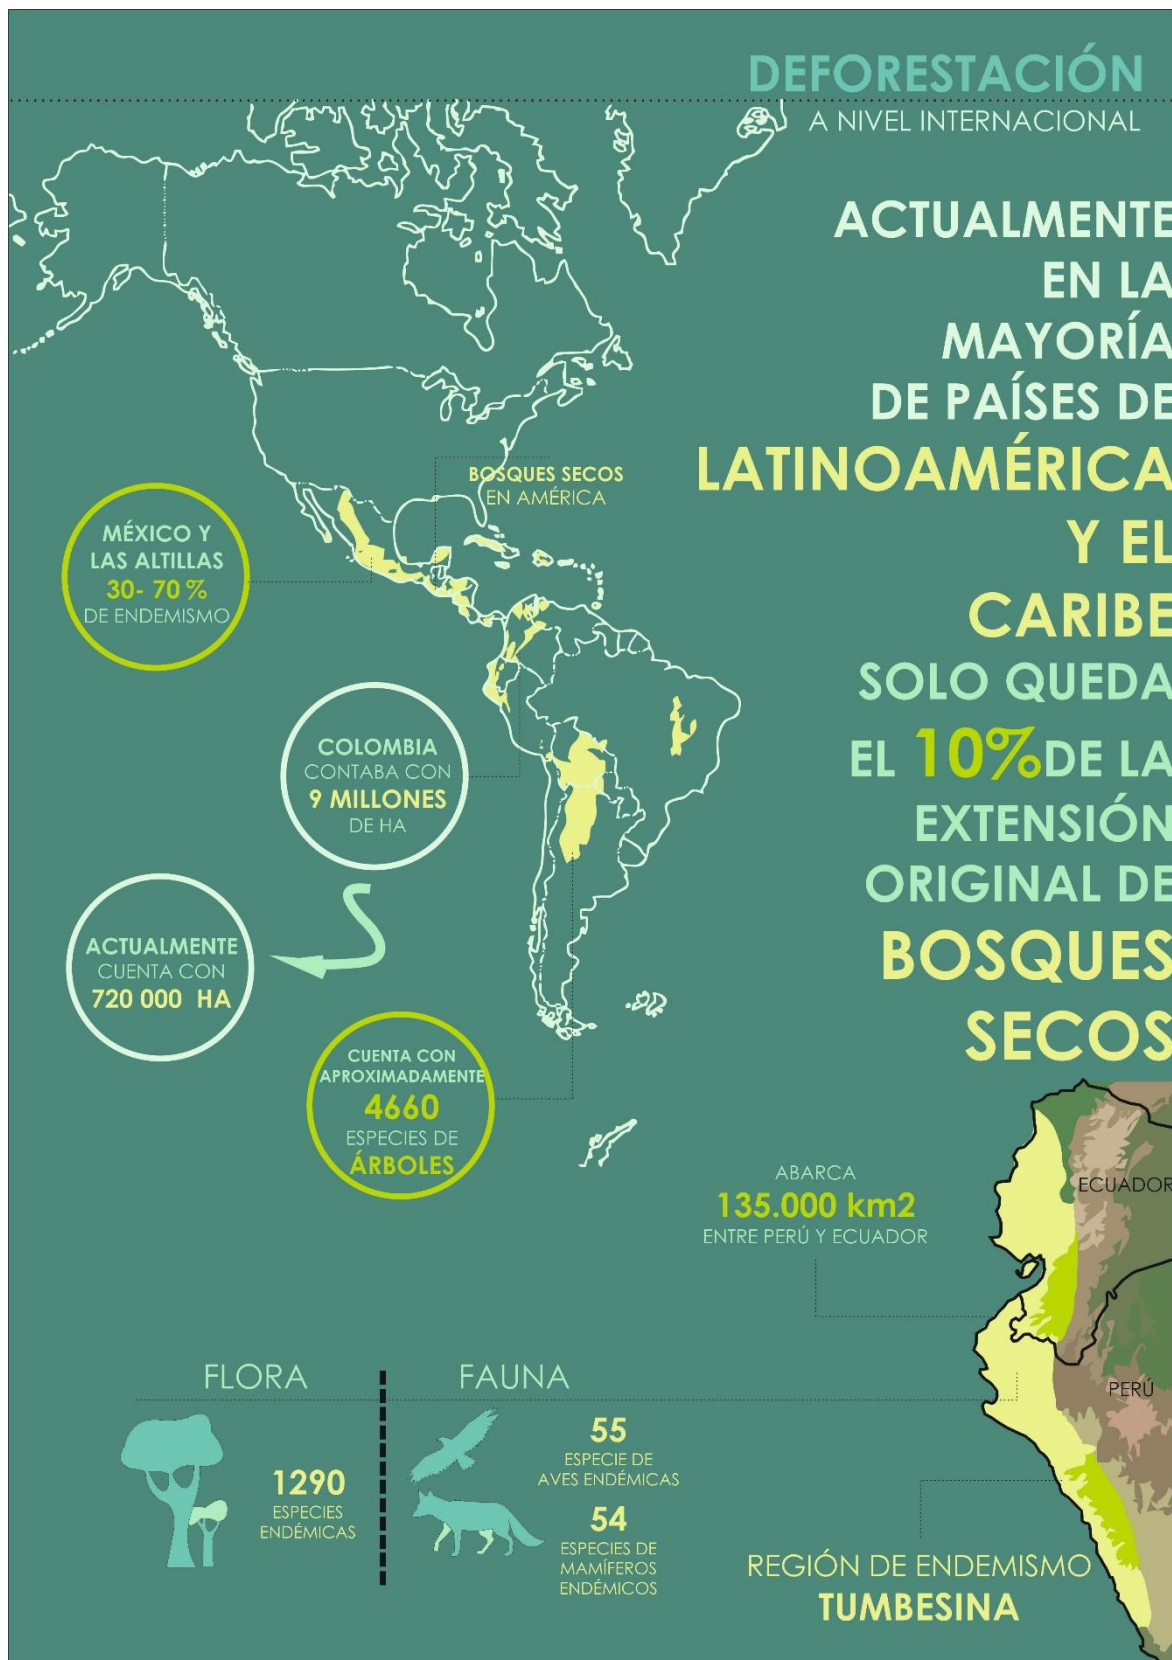 DEFORESTACIÓN
A NIVEL INTERNACIONAL
ACTUALMENTE
EN LA
MAYORÍA
DE PAÍSES DE
LATINOAMÉRICA
Y EL
CARIBE
SOLO QUEDA
EL 10% DE LA
EXTENSIÓN
ORIGINAL DE
BOSQUES
SECOS
BOSQUES SECOS
EN AMÉRICA
MÉXICO Y
LAS ALTILLAS
30- 70 %
DE ENDEMISMO
COLOMBIA
CONTABA CON
9 MILLONES
DE HA
ACTUALMENTE
CUENTA CON
720 000 HA
CUENTA CON
APROXIMADAMENTE
4660
ESPECIES DE
ÁRBOLES
ABARCA
135.000 km2
ENTRE PERÚ Y ECUADOR
ECUADOR
PERÚ
FLORA
1290
ESPECIES
ENDÉMICAS
FAUNA
55
ESPECIE DE
AVES ENDÉMICAS
54
ESPECIES DE
MAMÍFEROS
ENDÉMICOS
REGIÓN DE ENDEMISMO
TUMBESINA